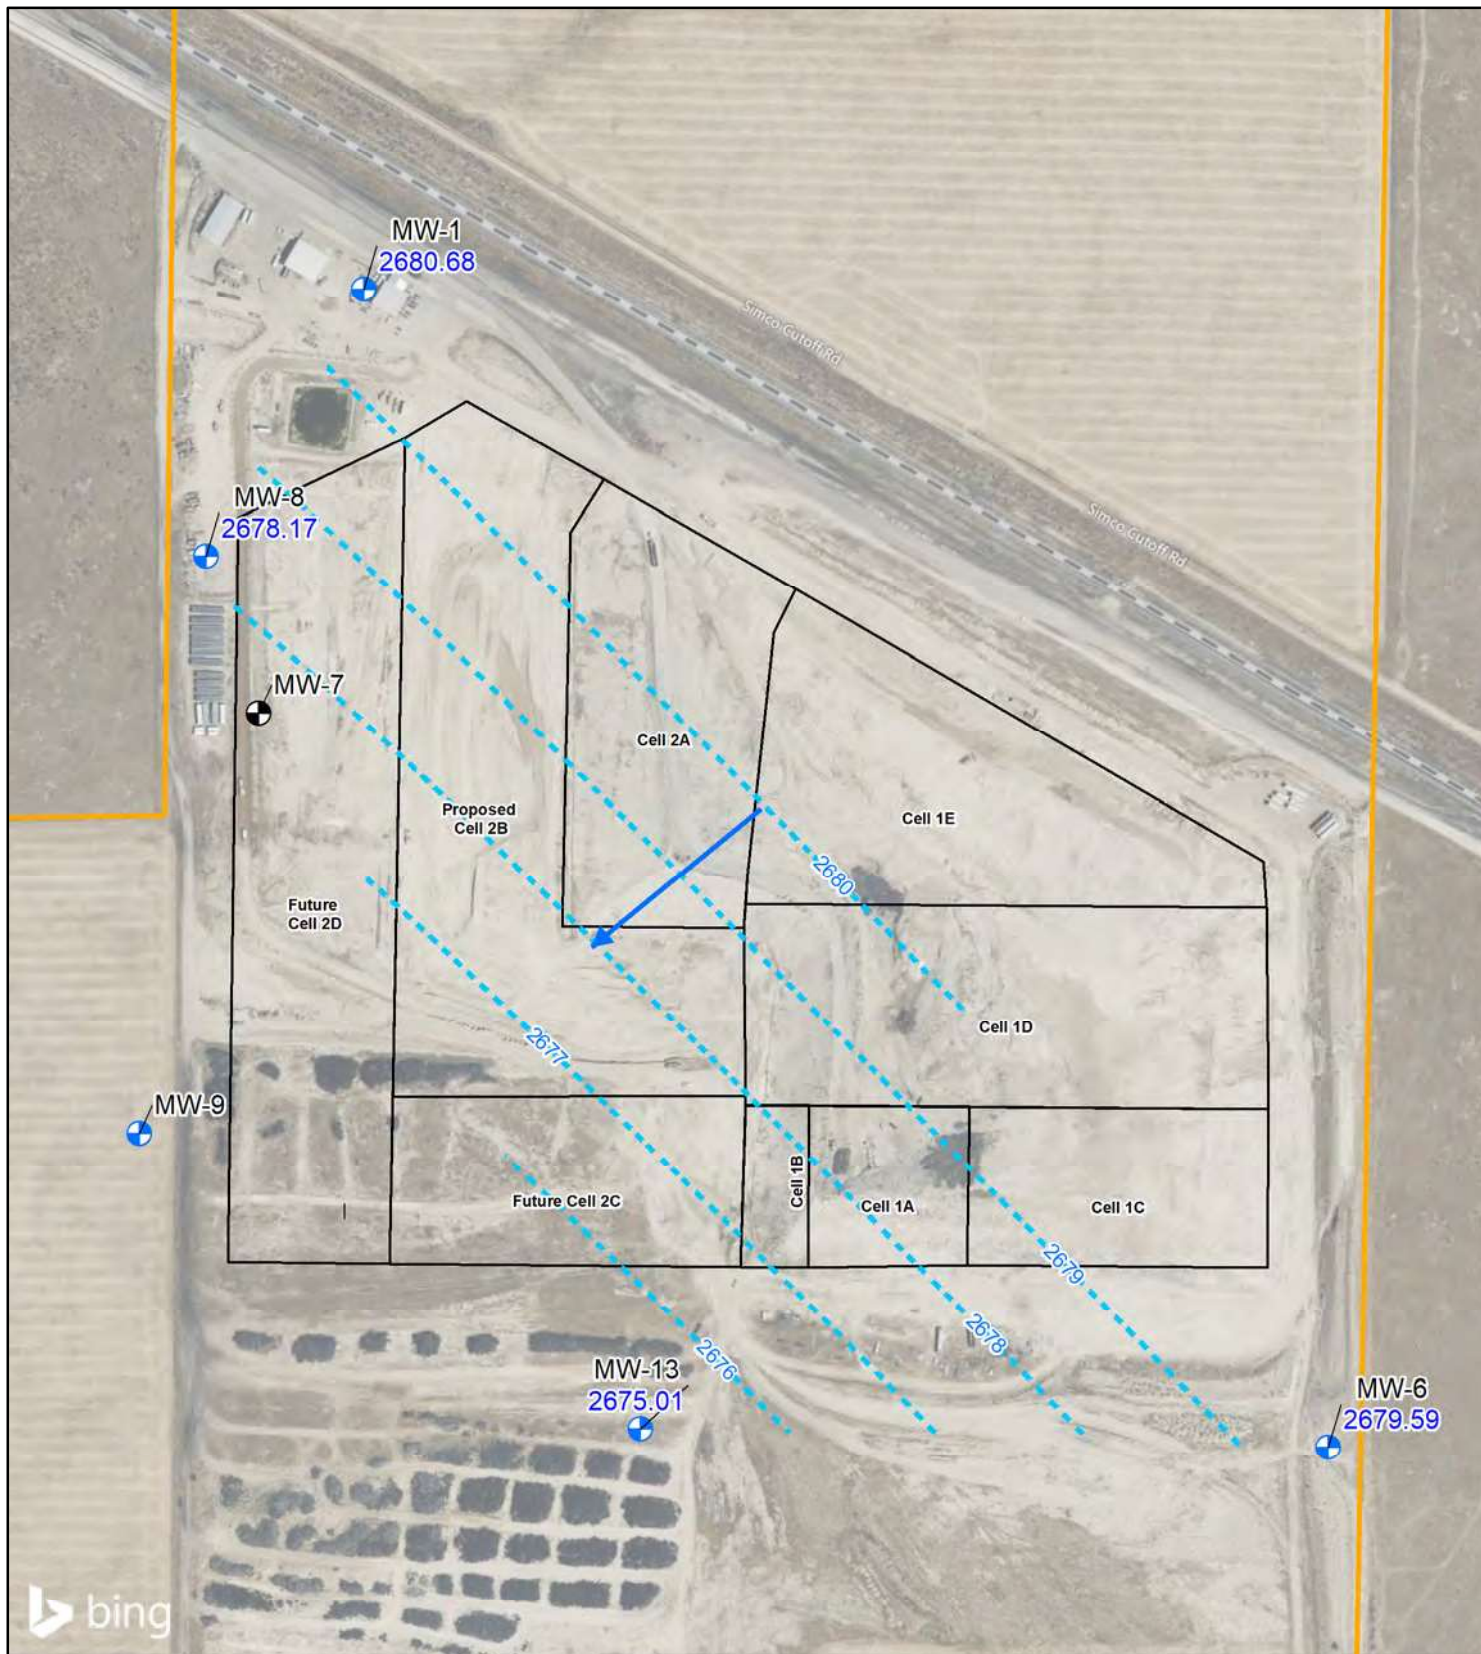 MW-1
2680.68
Simco Cutoff Rd
MW-8
2678.17
Simco Cutoff Rd
MW-7
Cell 2A
Proposed
Cell 2B
Cell 1E
2680
Future
Cell 2D
Cell 1D
2677
MW-9
Cell 1B
Future Cell 2C
Cell 1A
Cell 1C
2679
2678
2676
MW-13
2675.01
MW-6
2679.59
bing